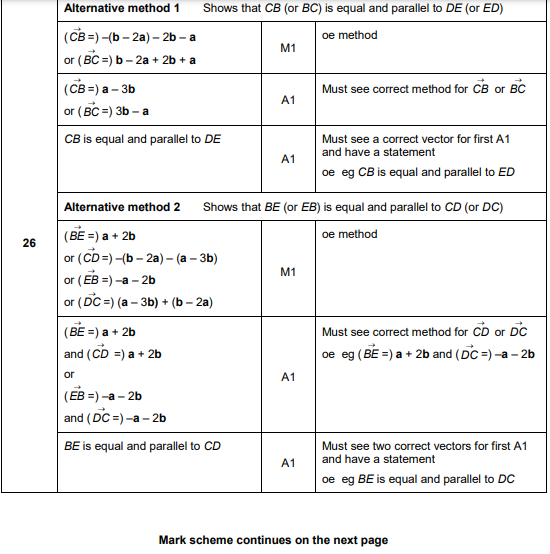 Alternative method 1 Shows that CB (or BC) is equal and parallel to DE (or ED)
(CB⃗ =) –(b – 2a) – 2b – a
or (BC⃗ =) b – 2a + 2b + a
M1
oe method
(CB⃗ =) a – 3b
or (BC⃗ =) 3b – a
A1
Must see correct method for CB⃗ or BC⃗
CB is equal and parallel to DE
A1
Must see a correct vector for first A1
and have a statement
oe eg CB is equal and parallel to ED
26
Alternative method 2 Shows that BE (or EB) is equal and parallel to CD (or DC)
(BE⃗ =) a + 2b
or (CD⃗ =) –(b – 2a) – (a – 3b)
or (EB⃗ =) –a – 2b
or (DC⃗ =) (a – 3b) + (b – 2a)
M1
oe method
(BE⃗ =) a + 2b
and (CD⃗ =) a + 2b
or
(EB⃗ =) –a – 2b
and (DC⃗ =) –a – 2b
A1
Must see correct method for CD⃗ or DC⃗
oe eg (BE⃗ =) a + 2b and (DC⃗ =) –a – 2b
BE is equal and parallel to CD
A1
Must see two correct vectors for first A1
and have a statement
oe eg BE is equal and parallel to DC
Mark scheme continues on the next page